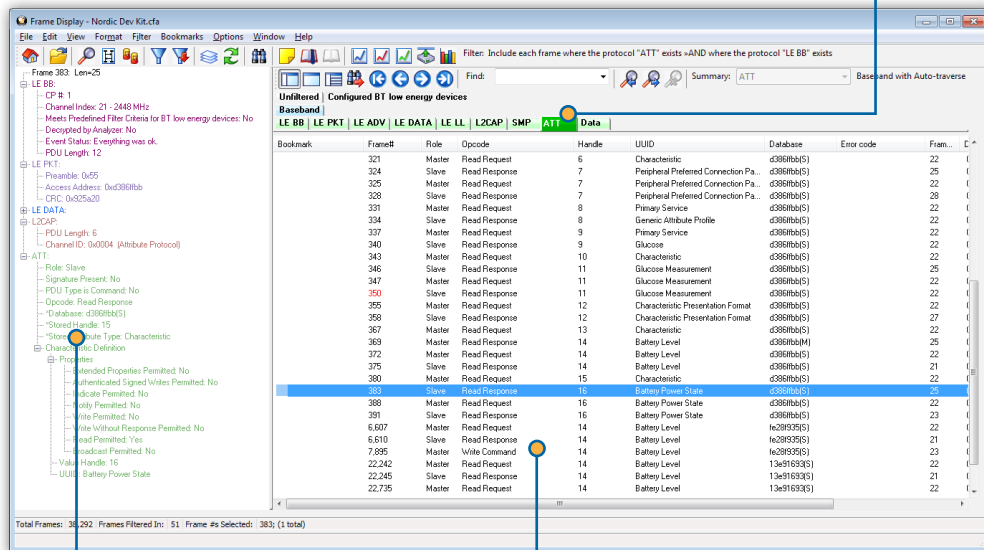 Frame Display - Nordic Dev Kit.cfa
File Edit View Format Filter Bookmarks Options Window Help
Filter: Include each frame where the protocol "ATT" exists »AND where the protocol "LE BB" exists
Find: Summary: ATT Baseband with Auto-traverse
Unfiltered Configured BT low energy devices
Baseband
LE BB LE PKT LE ADV LE DATA LE LL L2CAP SMP ATT Data
Frame 383: Len=25
LE BB:
CP #: 1
Channel Index: 21 - 2448 MHz
Meets Predefined Filter Criteria for BT low energy devices: No
Decrypted by Analyzer: No
Event Status: Everything was ok.
PDU Length: 12
LE PKT:
Preamble: 0x55
Access Address: 0xd386ffbb
CRC: 0x925a20
LE DATA:
L2CAP:
PDU Length: 6
Channel ID: 0x0004 (Attribute Protocol)
ATT:
Role: Slave
Signature Present: No
PDU Type is Command: No
Opcode: Read Response
*Database: d386ffbb(S)
*Stored Handle: 15
Type: Characteristic
Characteristic Definition
Properties
Extended Properties Permitted: No
Authenticated Signed Writes Permitted: No
Indicate Permitted: No
Notify Permitted: No
Write Permitted: No
Write Without Response Permitted: No
Read Permitted: Yes
Broadcast Permitted: No
Value Handle: 16
UUID: Battery Power State
Bookmark Frame# Role Opcode Handle UUID Database Error code Fram...
321 Master Read Request 6 Characteristic d386ffbb(S) 22
324 Slave Read Response 7 Peripheral Preferred Connection Pa... d386ffbb(S) 25
325 Master Read Request 7 Peripheral Preferred Connection Pa... d386ffbb(S) 22
328 Slave Read Response 7 Peripheral Preferred Connection Pa... d386ffbb(S) 28
331 Master Read Request 8 Primary Service d386ffbb(S) 22
334 Slave Read Response 8 Generic Attribute Profile d386ffbb(S) 22
337 Master Read Request 9 Primary Service d386ffbb(S) 22
340 Slave Read Response 9 Glucose d386ffbb(S) 22
343 Master Read Request 10 Characteristic d386ffbb(S) 22
346 Slave Read Response 11 Glucose Measurement d386ffbb(S) 25
347 Master Read Request 11 Glucose Measurement d386ffbb(S) 22
350 Slave Read Response 11 Glucose Measurement d386ffbb(S) 22
355 Master Read Request 12 Characteristic Presentation Format d386ffbb(S) 22
358 Slave Read Response 12 Characteristic Presentation Format d386ffbb(S) 27
367 Master Read Request 13 Characteristic d386ffbb(S) 22
369 Slave Read Response 14 Battery Level d386ffbb(M) 25
372 Master Read Request 14 Battery Level d386ffbb(S) 22
375 Slave Read Response 14 Battery Level d386ffbb(S) 21
380 Master Read Request 15 Characteristic d386ffbb(S) 22
383 Slave Read Response 16 Battery Power State d386ffbb(S) 25
388 Master Read Request 16 Battery Power State d386ffbb(S) 22
391 Slave Read Response 16 Battery Power State d386ffbb(S) 23
6,607 Master Read Request 14 Battery Level fe28f935(S) 22
6,610 Slave Read Response 14 Battery Level fe28f935(S) 21
7,895 Master Write Command 14 Battery Level fe28f935(S) 23
22,242 Master Read Request 14 Battery Level 13e91693(S) 22
22,245 Slave Read Response 14 Battery Level 13e91693(S) 21
22,735 Master Read Request 14 Battery Level 13e91693(S) 22
Total Frames: 38,292 Frames Filtered In: 51 Frame #s Selected: 383; (1 total)